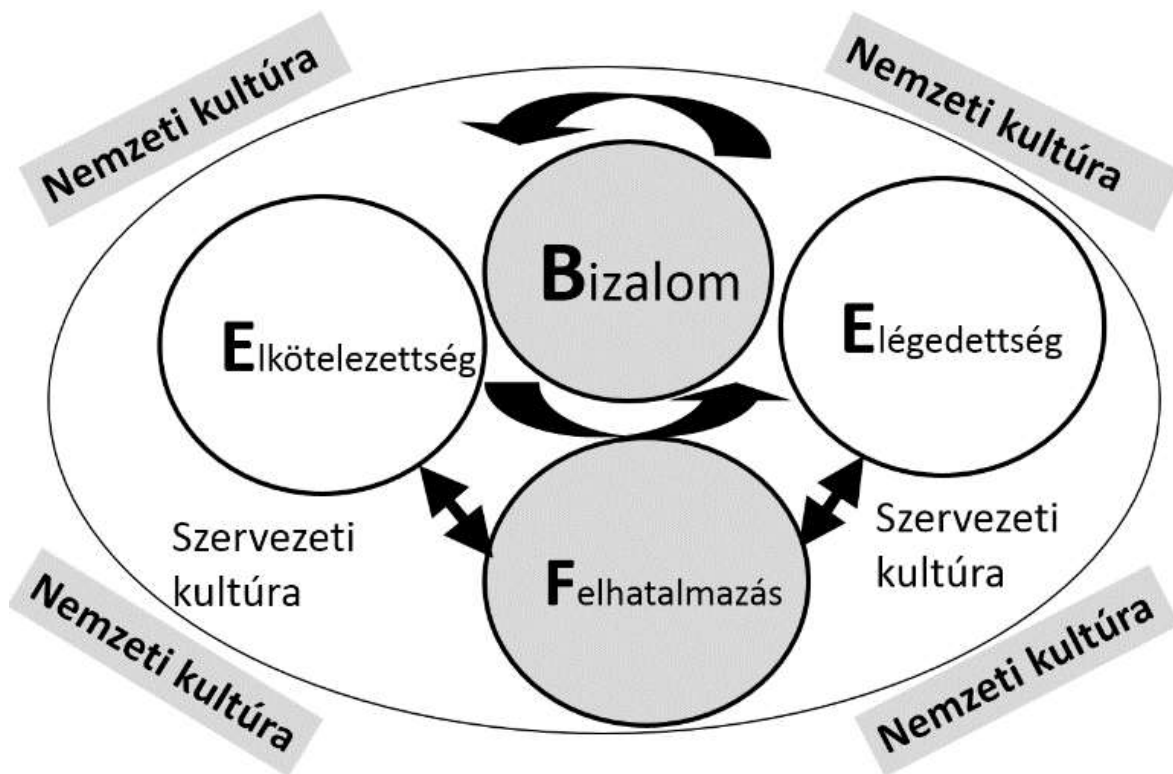 Nemzeti kultúra
Nemzeti kultúra
Bizalom
Elkötelezettség
Elégedettség
Szervezeti
kultúra
Szervezeti
kultúra
Felhatalmazás
Nemzeti kultúra
Nemzeti kultúra